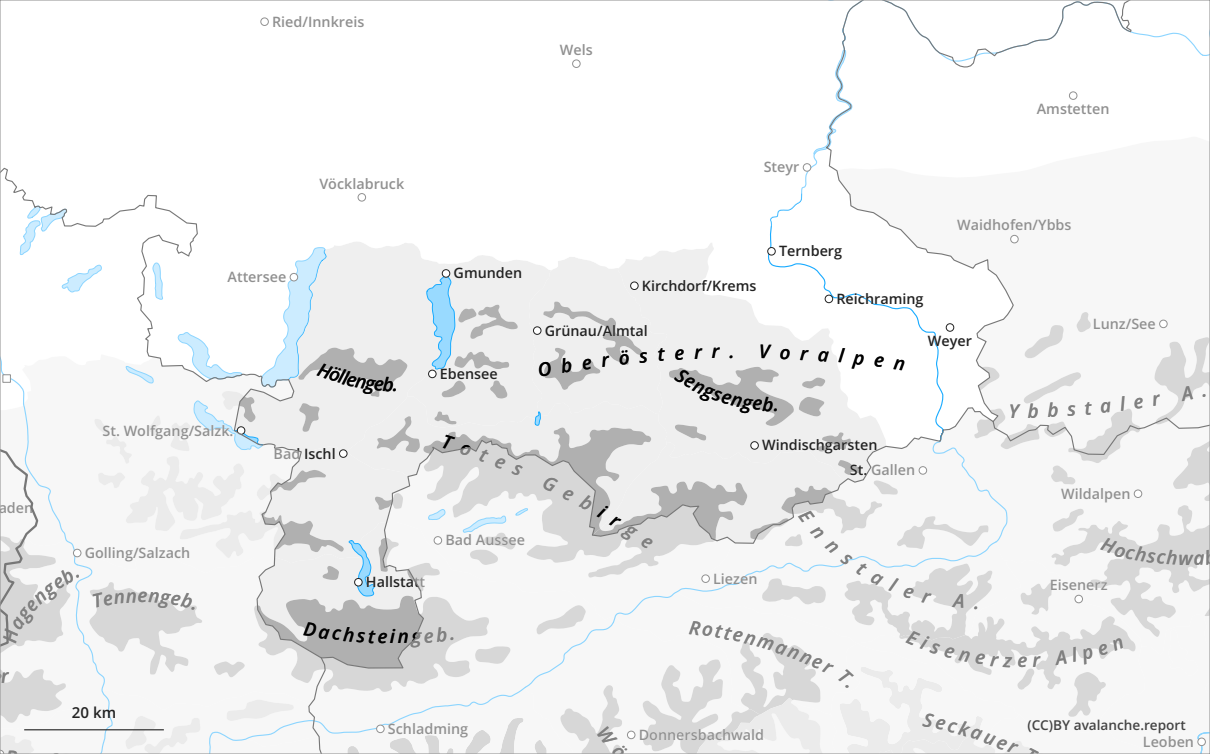 Ried/Innkreis
Wels
Amstetten
Steyr
Vöcklabruck
Waidhofen/Ybbs
Ternberg
Attersee
Gmunden
Kirchdorf/Krems
Reichraming
Lunz/See
Grünau/Almtal
Weyer
Oberösterr. Voralpen
Höllengeb.
Ebensee
Sengsengeb.
Ybbstaler A.
St. Wolfgang/Salzk.
Totes Gebirge
Windischgarsten
Bad Ischl
St. Gallen
Wildalpen
aden
Ennstaler A.
Bad Aussee
Golling/Salzach
Hochschwab
Hagengeb.
Hallstatt
Liezen
Eisenerz
Tennengeb.
Dachsteingeb.
Rottenmanner T.
Eisenerzer Alpen
r
20 km
Schladming
Donnersbachwald
Wö
Seckauer T
(CC)BY avalanche.report
Leoben